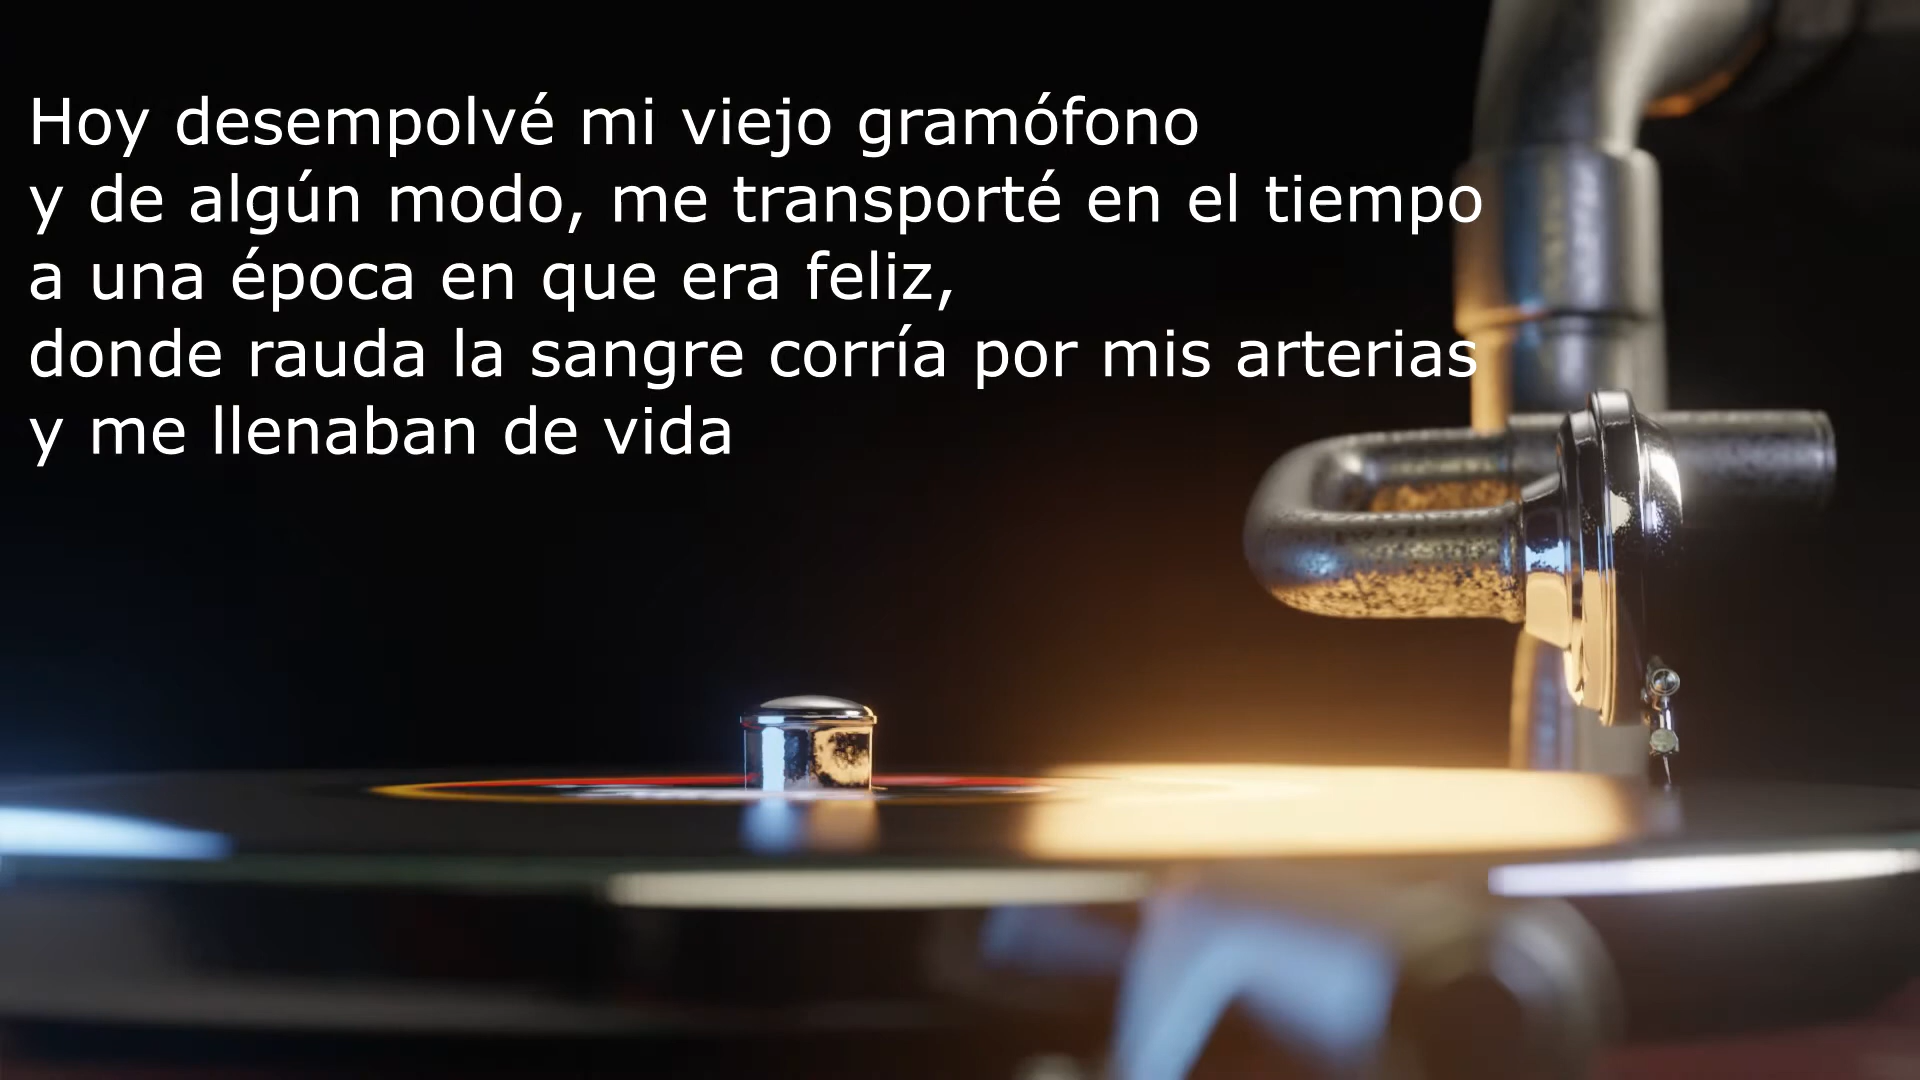 Hoy desempolvé mi viejo gramófono
y de algún modo, me transporté en el tiempo
a una época en que era feliz,
donde rauda la sangre corría por mis arterias
y me llenaban de vida